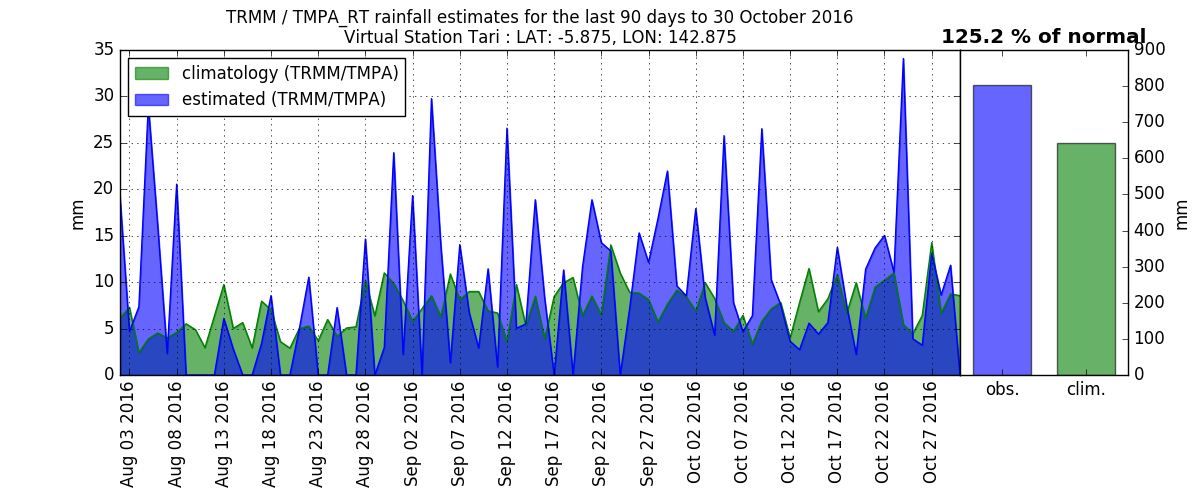 TRMM / TMPA_RT rainfall estimates for the last 90 days to 30 October 2016
Virtual Station Tari : LAT: -5.875, LON: 142.875
125.2 % of normal
climatology (TRMM/TMPA)
estimated (TRMM/TMPA)
35
30
25
20
15
10
5
0
mm
Aug 03 2016
Aug 08 2016
Aug 13 2016
Aug 18 2016
Aug 23 2016
Aug 28 2016
Sep 02 2016
Sep 07 2016
Sep 12 2016
Sep 17 2016
Sep 22 2016
Sep 27 2016
Oct 02 2016
Oct 07 2016
Oct 12 2016
Oct 17 2016
Oct 22 2016
Oct 27 2016
obs.
clim.
900
800
700
600
500
400
300
200
100
0
mm